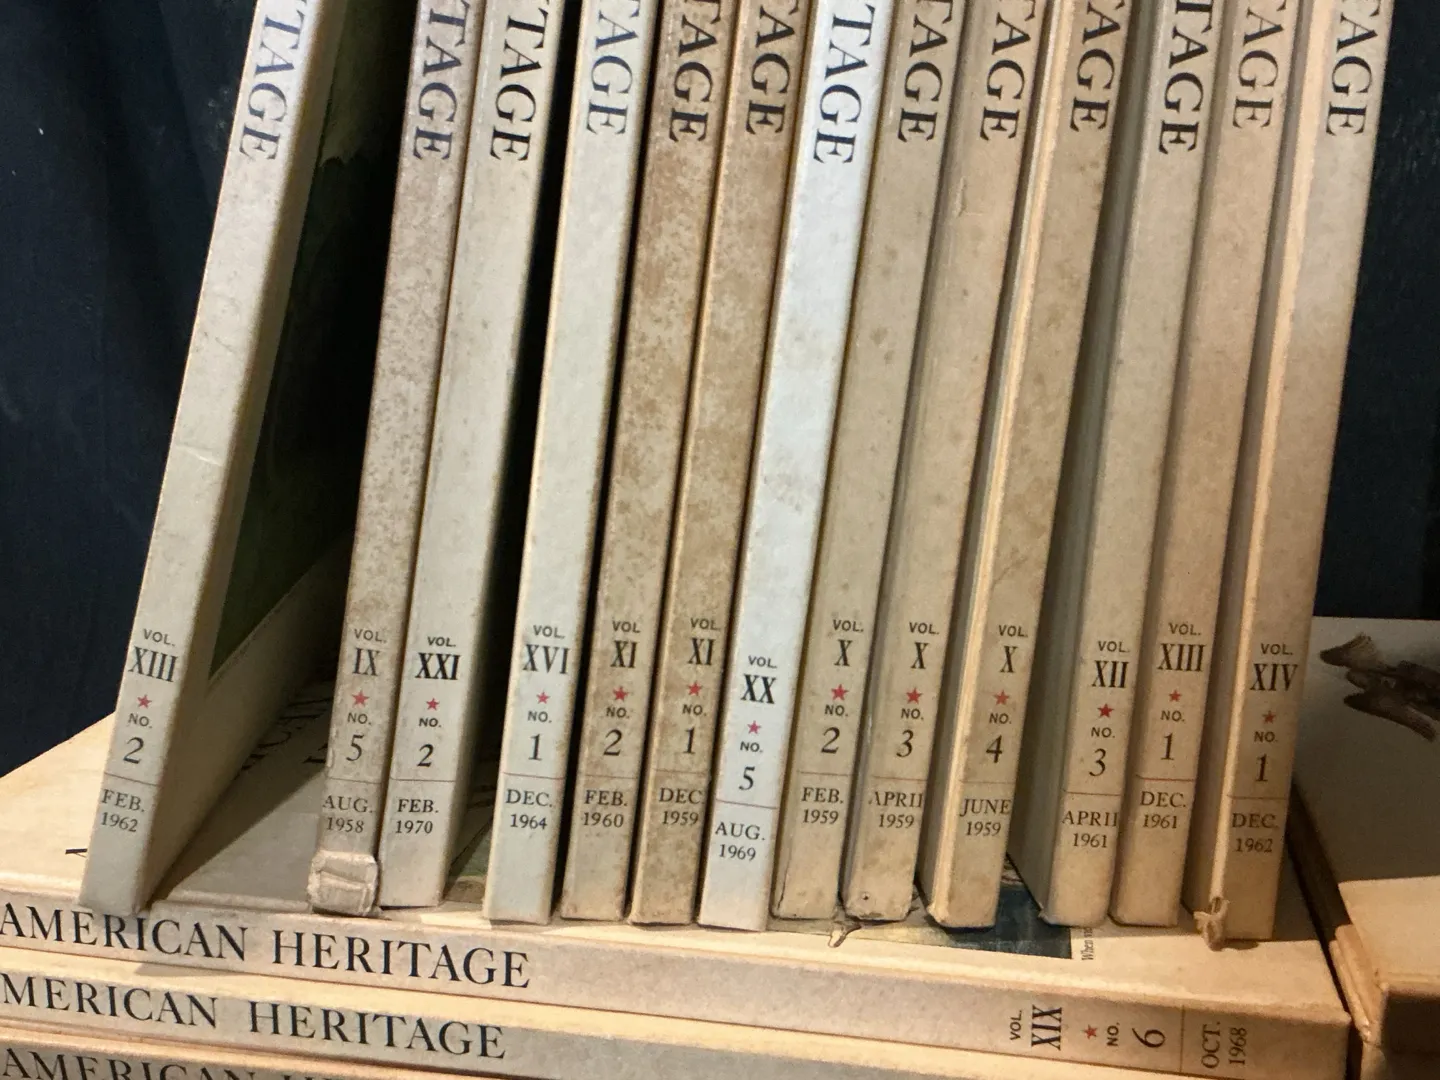 TAGE
VOL.
XIII
★
NO.
2
FEB.
1962
TAGE
VOL.
IX
★
NO.
5
AUG.
1958
TAGE
VOL.
XXI
★
NO.
2
FEB.
1970
TAGE
VOL.
XVI
★
NO.
1
DEC.
1964
TAGE
VOL
XI
★
NO.
2
FEB.
1960
AGE
VOL.
XI
★
NO.
1
DEC
1959
TAGE
VOL.
XX
★
NO.
5
AUG.
1969
TAGE
VOL.
X
★
NO.
2
FEB.
1959
TAGE
VOL.
X
★
NO.
3
APRIL
1959
TAGE
VOL.
X
★
NO.
4
JUNE
1959
TAGE
VOL.
XII
★
NO.
3
APRIL
1961
TAGE
VOL.
XIII
★
NO.
1
DEC.
1961
TAGE
VOL.
XIV
★
NO.
1
DEC.
1962
AMERICAN HERITAGE
VOL.
XIX
★
NO.
6
OCT.
1968
MERICAN HERITAGE
AMERICAN HE